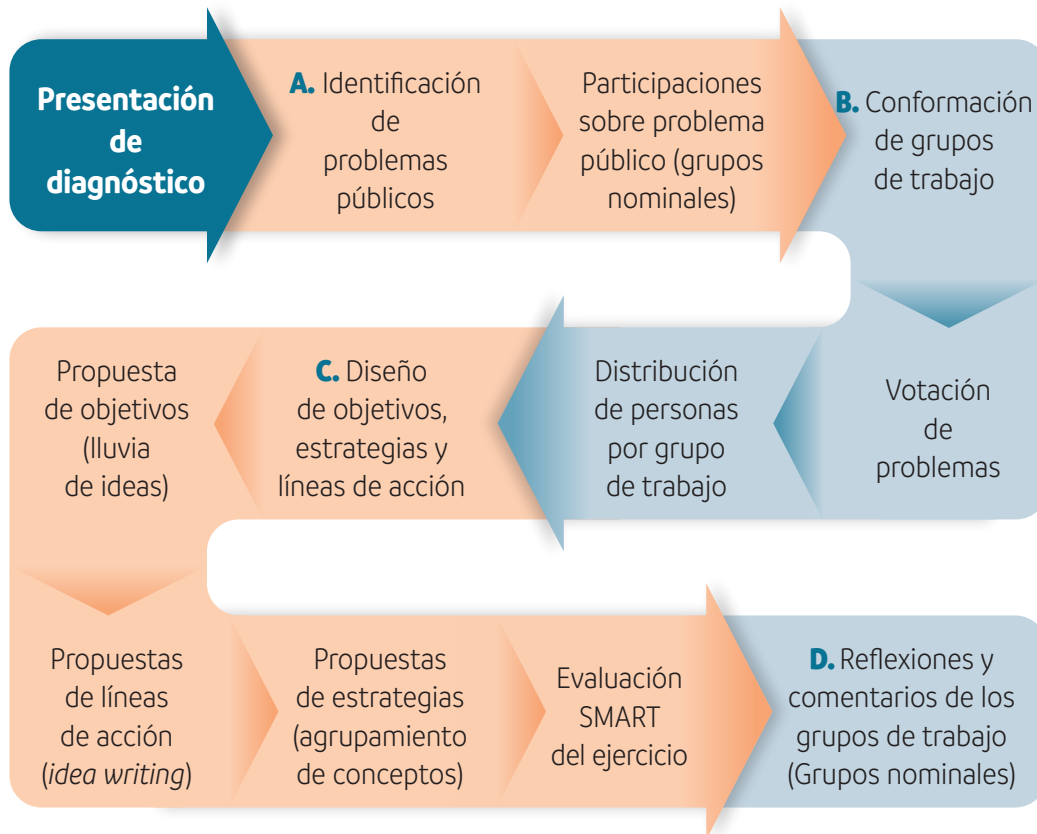 Presentación
de
diagnóstico
A. Identificación
de
problemas
públicos
Participaciones
sobre problema
público (grupos
nominales)
B. Conformación
de grupos
de trabajo
Votación
de
problemas
Distribución
de personas
por grupo
de trabajo
C. Diseño
de objetivos,
estrategias y
líneas de acción
Propuesta
de objetivos
(lluvia
de ideas)
Propuestas
de líneas
de acción
(idea writing)
Propuestas
de estrategias
(agrupamiento
de conceptos)
Evaluación
SMART
del ejercicio
D. Reflexiones y
comentarios de los
grupos de trabajo
(Grupos nominales)